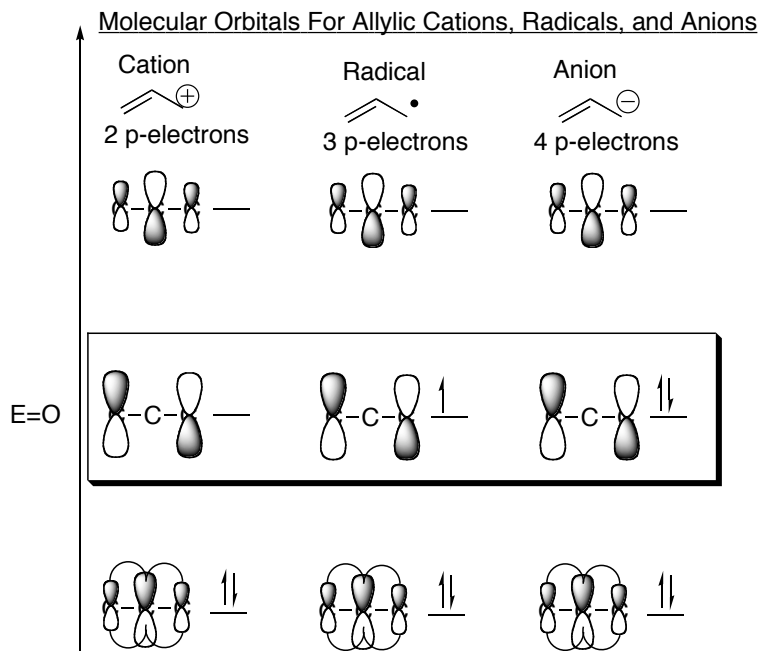 Molecular Orbitals For Allylic Cations, Radicals, and Anions
Cation
Radical
Anion
2 p-electrons
3 p-electrons
4 p-electrons
E=O
C
C
C